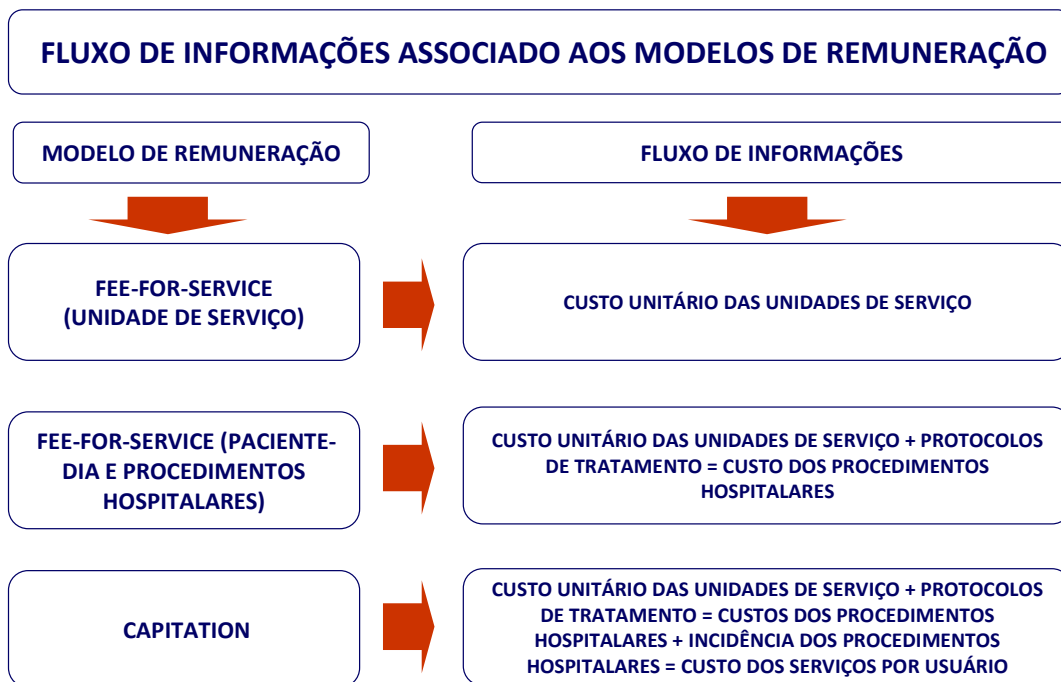 FLUXO DE INFORMAÇÕES ASSOCIADO AOS MODELOS DE REMUNERAÇÃO
MODELO DE REMUNERAÇÃO
FLUXO DE INFORMAÇÕES
FEE-FOR-SERVICE
(UNIDADE DE SERVIÇO)
CUSTO UNITÁRIO DAS UNIDADES DE SERVIÇO
FEE-FOR-SERVICE (PACIENTE-
DIA E PROCEDIMENTOS
HOSPITALARES)
CUSTO UNITÁRIO DAS UNIDADES DE SERVIÇO + PROTOCOLOS
DE TRATAMENTO = CUSTO DOS PROCEDIMENTOS
HOSPITALARES
CAPITATION
CUSTO UNITÁRIO DAS UNIDADES DE SERVIÇO + PROTOCOLOS
DE TRATAMENTO = CUSTOS DOS PROCEDIMENTOS
HOSPITALARES + INCIDÊNCIA DOS PROCEDIMENTOS
HOSPITALARES = CUSTO DOS SERVIÇOS POR USUÁRIO